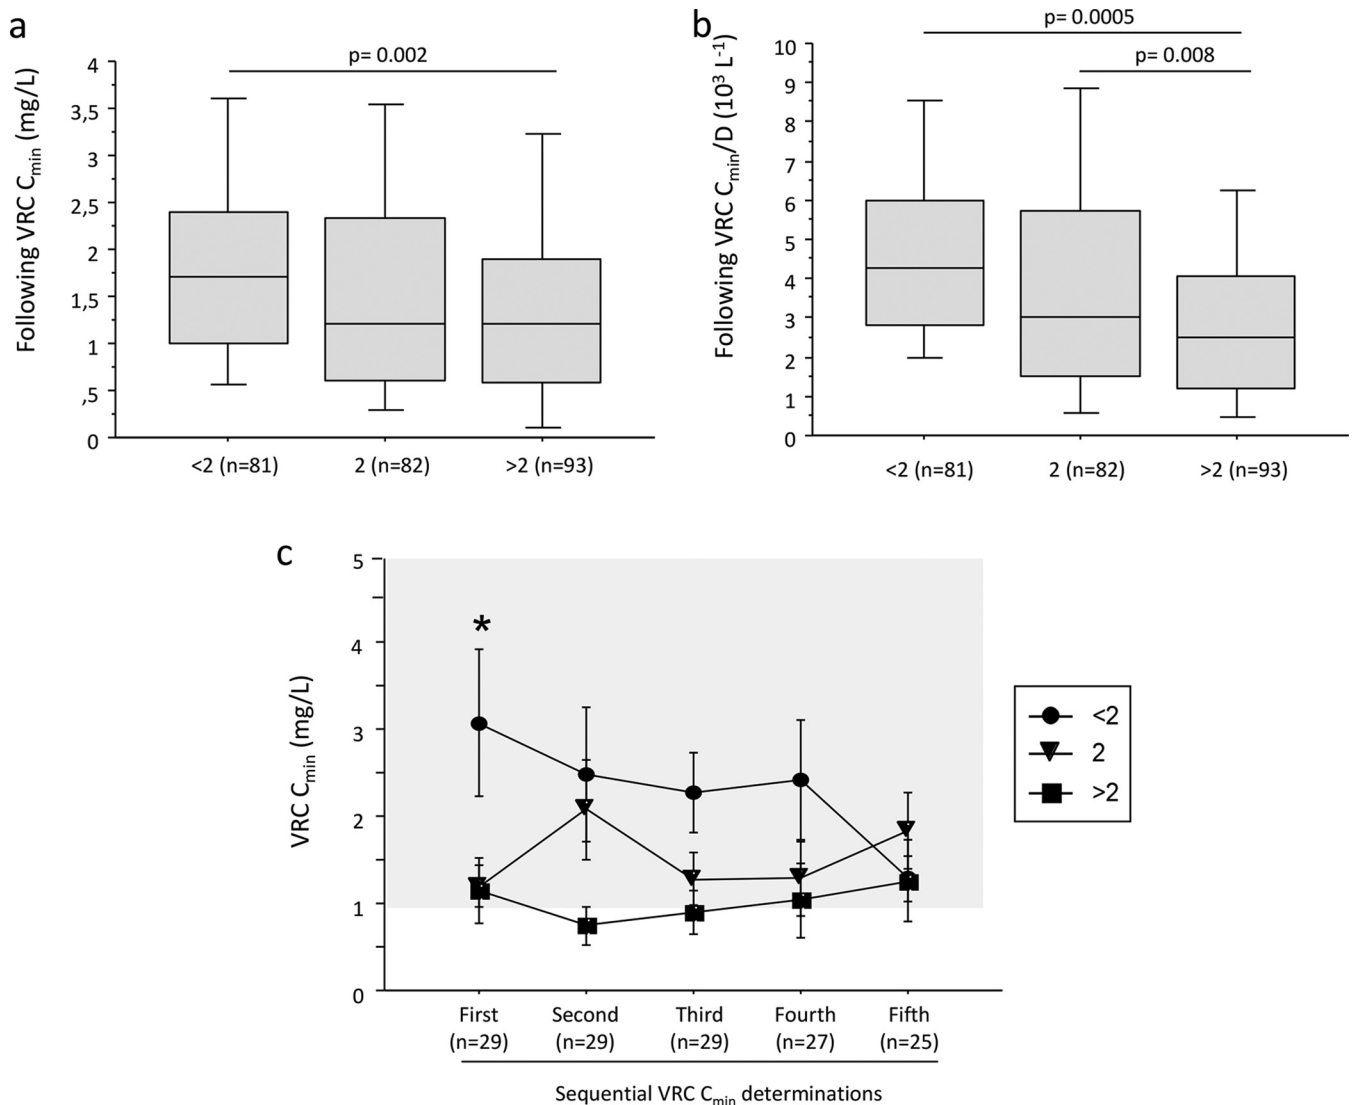 a
p= 0.002
Following VRC Cmin (mg/L)
4
3,5
3
2,5
2
1,5
1
,5
0
<2 (n=81)
2 (n=82)
>2 (n=93)
b
p= 0.0005
p= 0.008
Following VRC Cmin/D (10³ L⁻¹)
10
9
8
7
6
5
4
3
2
1
0
<2 (n=81)
2 (n=82)
>2 (n=93)
c
*
VRC Cmin (mg/L)
5
4
3
2
1
0
First
(n=29)
Second
(n=29)
Third
(n=29)
Fourth
(n=27)
Fifth
(n=25)
Sequential VRC Cmin determinations
<2
2
>2